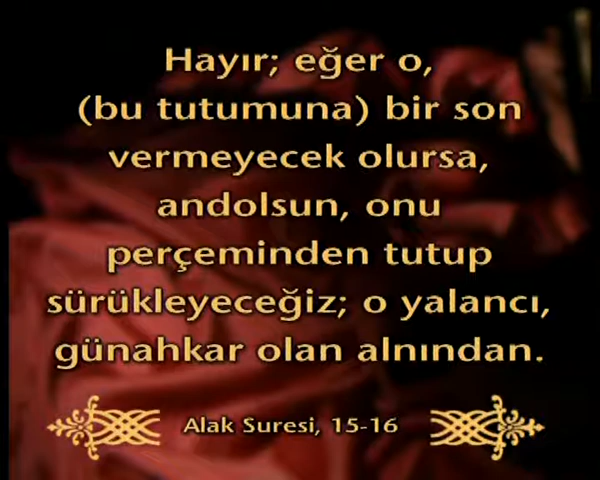 Hayır; eğer o,
(bu tutumuna) bir son
vermeyecek olursa,
andolsun, onu
perçeminden tutup
sürükleyeceğiz; o yalancı,
günahkar olan alnından.
Alak Suresi, 15-16